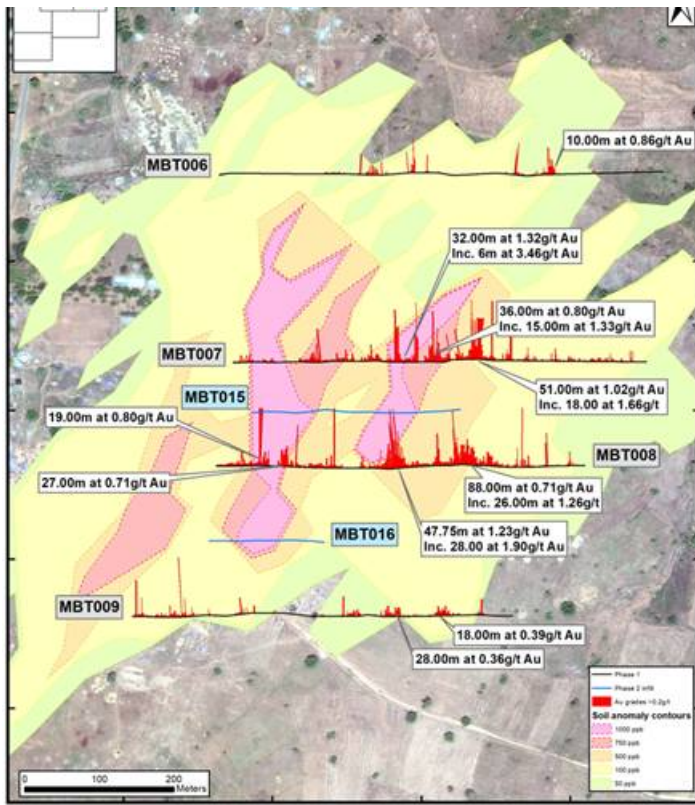 10.00m at 0.86g/t Au
MBT006
32.00m at 1.32g/t Au
Inc. 6m at 3.46g/t Au
36.00m at 0.80g/t Au
Inc. 15.00m at 1.33g/t Au
MBT007
51.00m at 1.02g/t Au
Inc. 18.00 at 1.66g/t
MBT015
19.00m at 0.80g/t Au
MBT008
27.00m at 0.71g/t Au
88.00m at 0.71g/t Au
Inc. 26.00m at 1.26g/t
47.75m at 1.23g/t Au
Inc. 28.00 at 1.90g/t Au
MBT016
MBT009
18.00m at 0.39g/t Au
28.00m at 0.36g/t Au
Phase 1
Phase 2 infill
Au grades >0.2g/t
Soil anomaly contours
1000 ppb
750 ppb
500 ppb
100 ppb
50 ppb
0 100 200
Meters